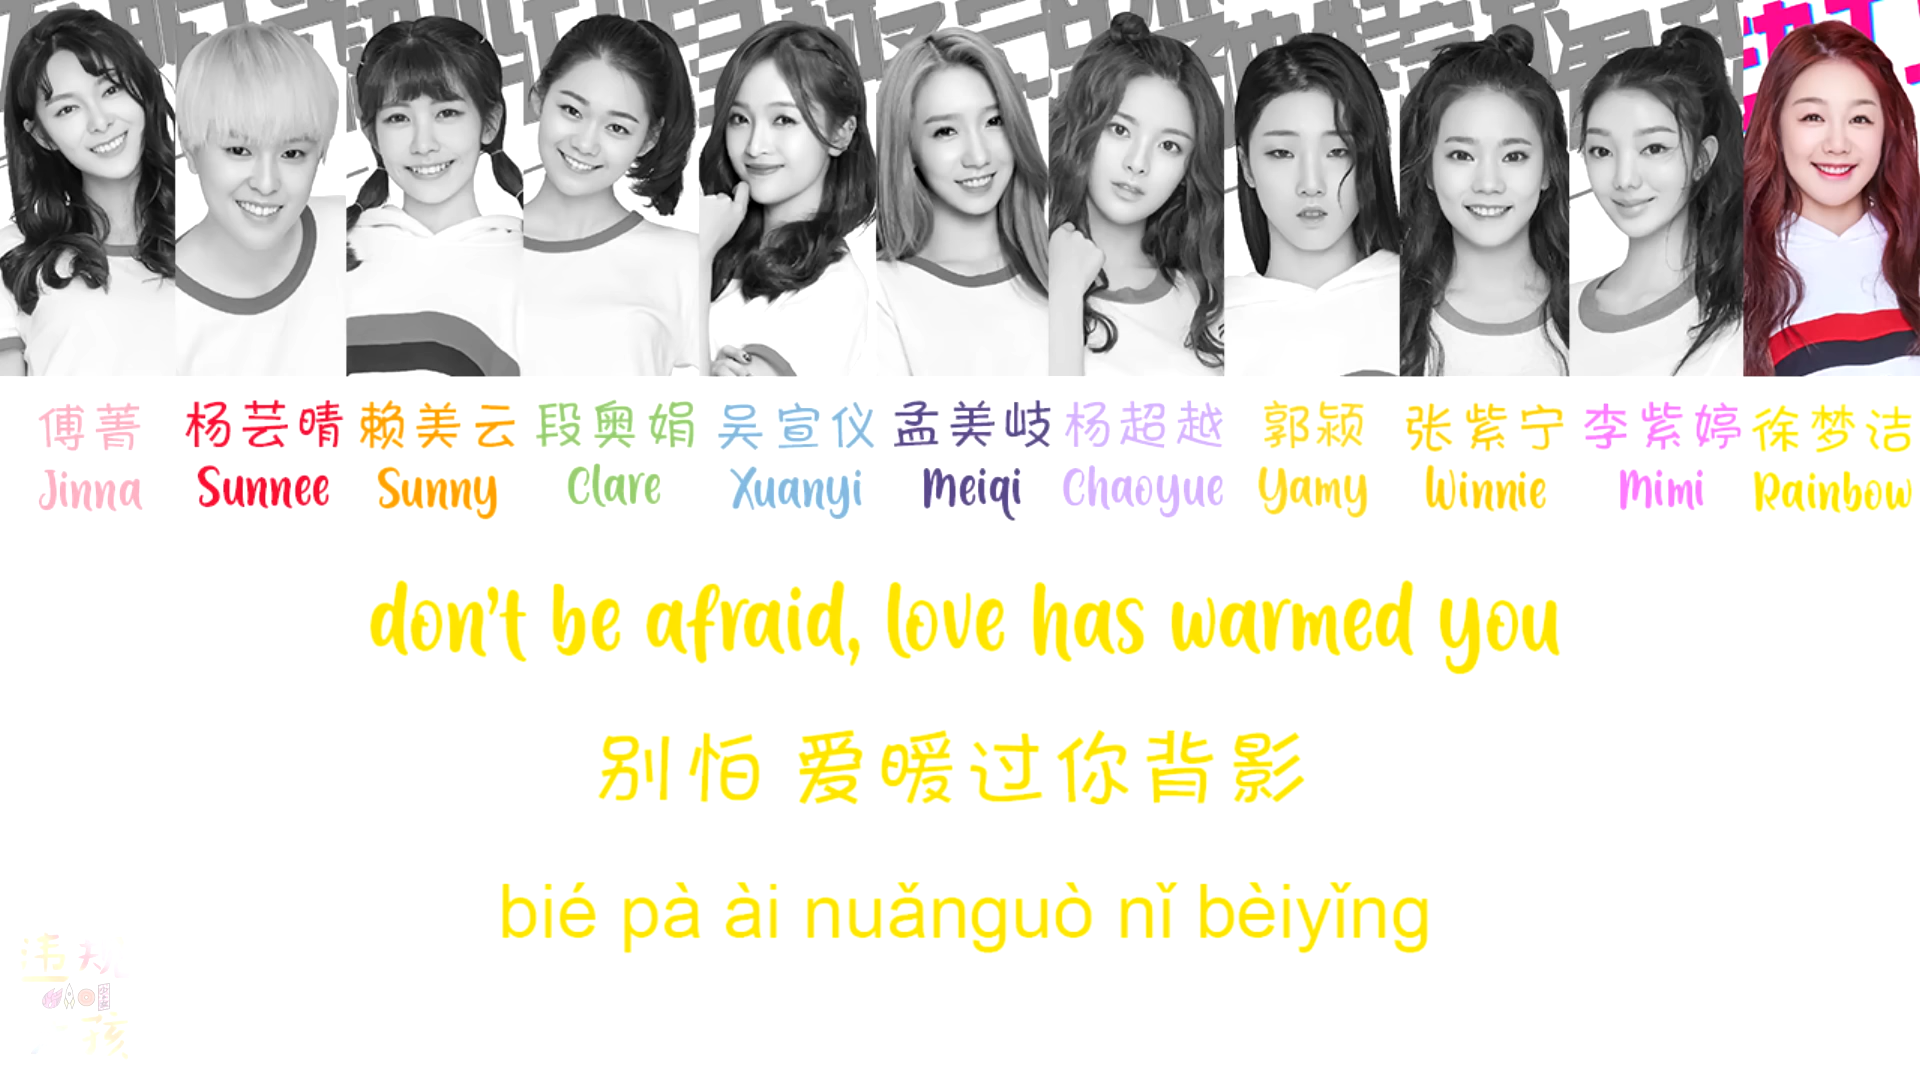 傅菁 杨芸晴 赖美云 段奥娟 吴宣仪 孟美岐 杨超越 郭颍 张紫宁 李紫婷 徐梦洁
Jinna Sunnee Sunny Clare Xuanyi Meiqi Chaoyue Yamy Winnie Mimi Rainbow
don't be afraid, love has warmed you
别怕 爱暖过你背影
bié pà ài nuǎnguò nǐ bèiyǐng